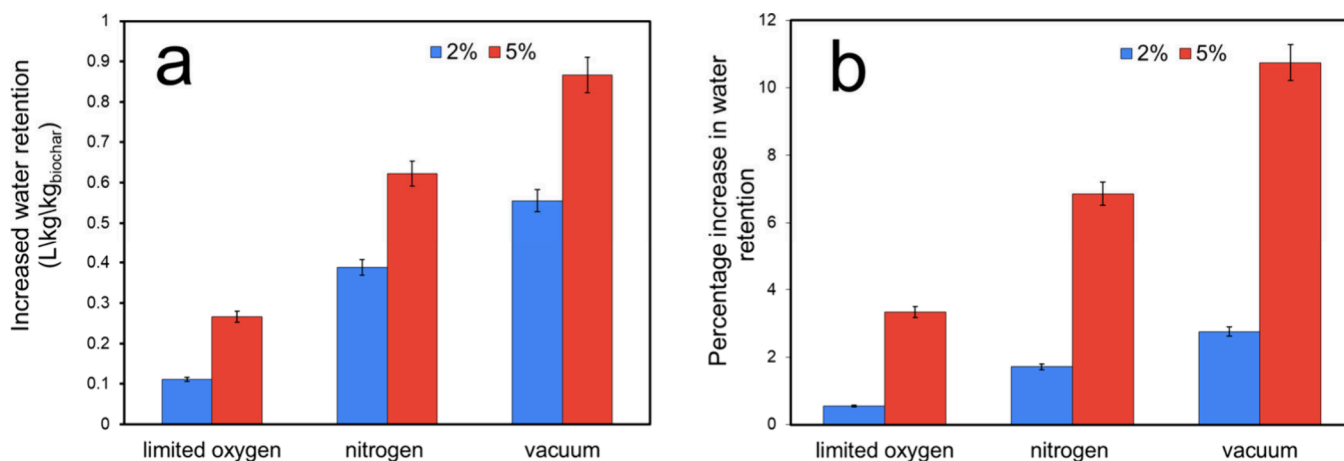 a
2% 5%
Increased water retention
(L\kg\kgbiochar)
1
0.9
0.8
0.7
0.6
0.5
0.4
0.3
0.2
0.1
0
limited oxygen nitrogen vacuum
b
2% 5%
Percentage increase in water
retention
12
10
8
6
4
2
0
limited oxygen nitrogen vacuum